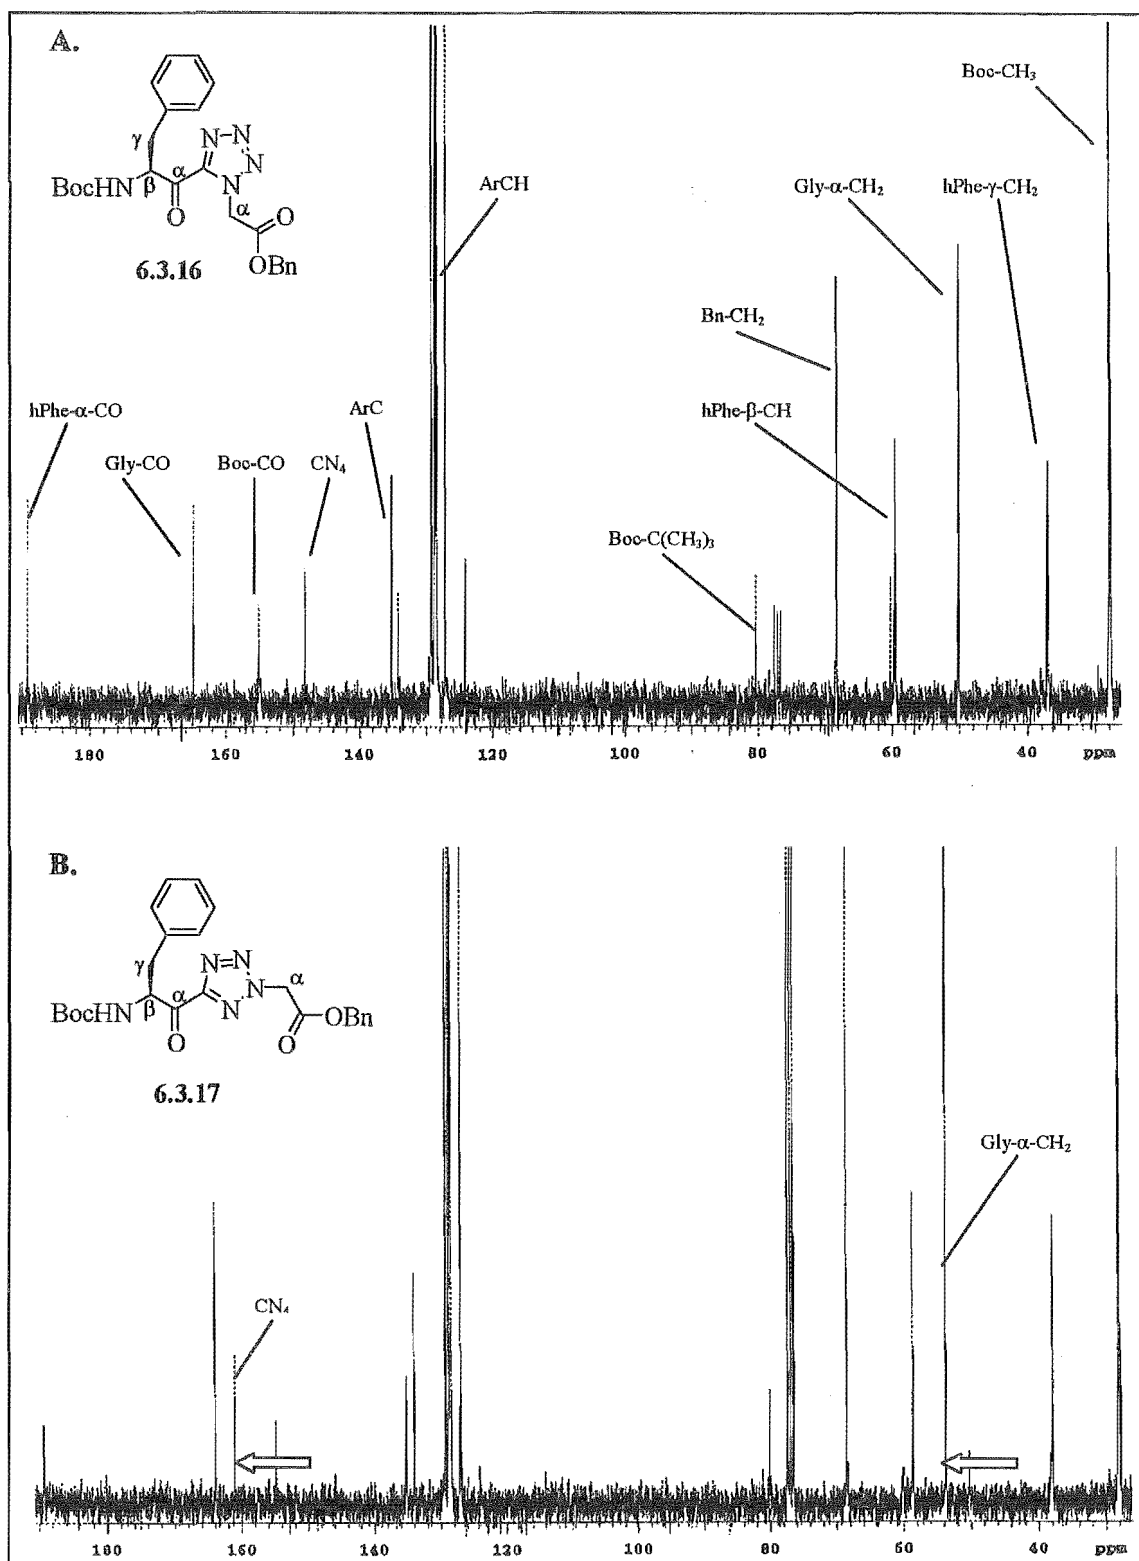 A.
γ
N-N
N
N
α
BocHN
β
O
α
O
OBn
6.3.16
Boc-CH₃
ArCH
Gly-α-CH₂
hPhe-γ-CH₂
Bn-CH₂
hPhe-α-CO
ArC
hPhe-β-CH
Gly-CO
Boc-CO
CN₄
Boc-C(CH₃)₃
180
160
140
120
100
80
60
40
ppm
B.
γ
N=N
N
α
N
α
BocHN
β
O
O
OBn
6.3.17
Gly-α-CH₂
CN₄
180
160
140
120
100
80
60
40
ppm